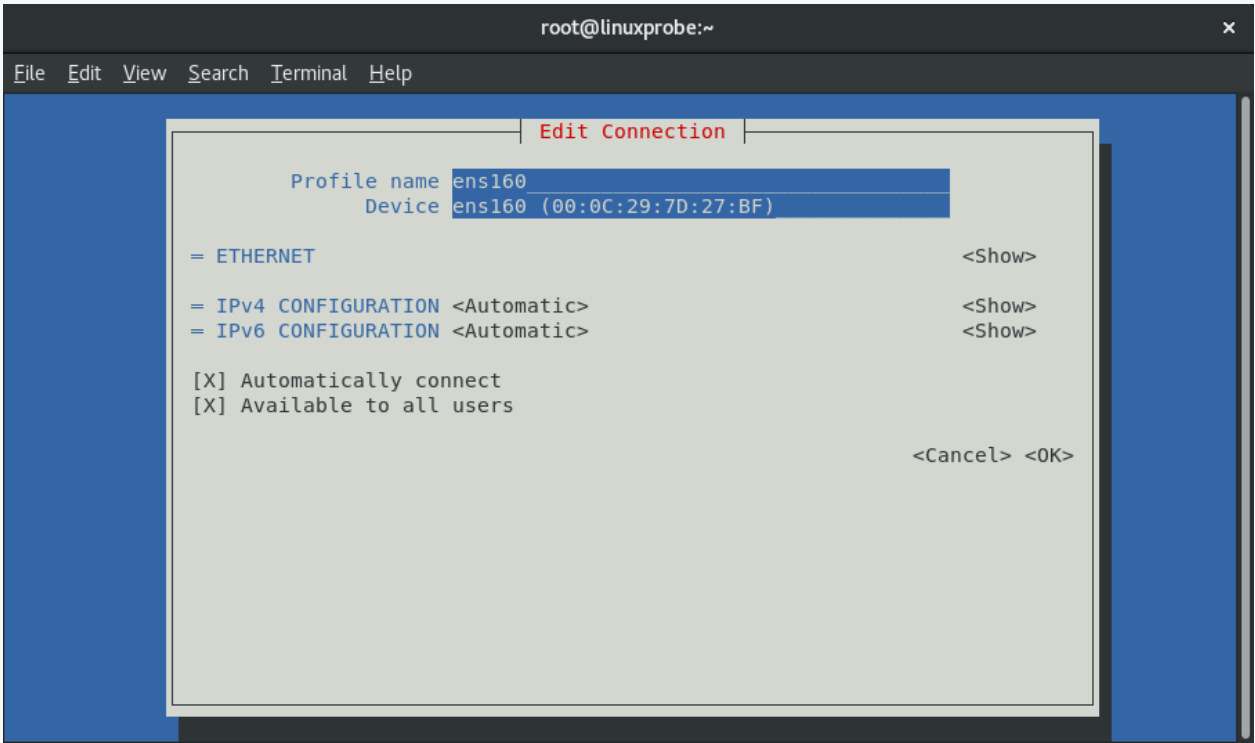 root@linuxprobe:~ ×
File Edit View Search Terminal Help
Edit Connection
Profile name ens160
Device ens160 (00:0C:29:7D:27:BF)
= ETHERNET <Show>
= IPv4 CONFIGURATION <Automatic> <Show>
= IPv6 CONFIGURATION <Automatic> <Show>
[X] Automatically connect
[X] Available to all users
<Cancel> <OK>